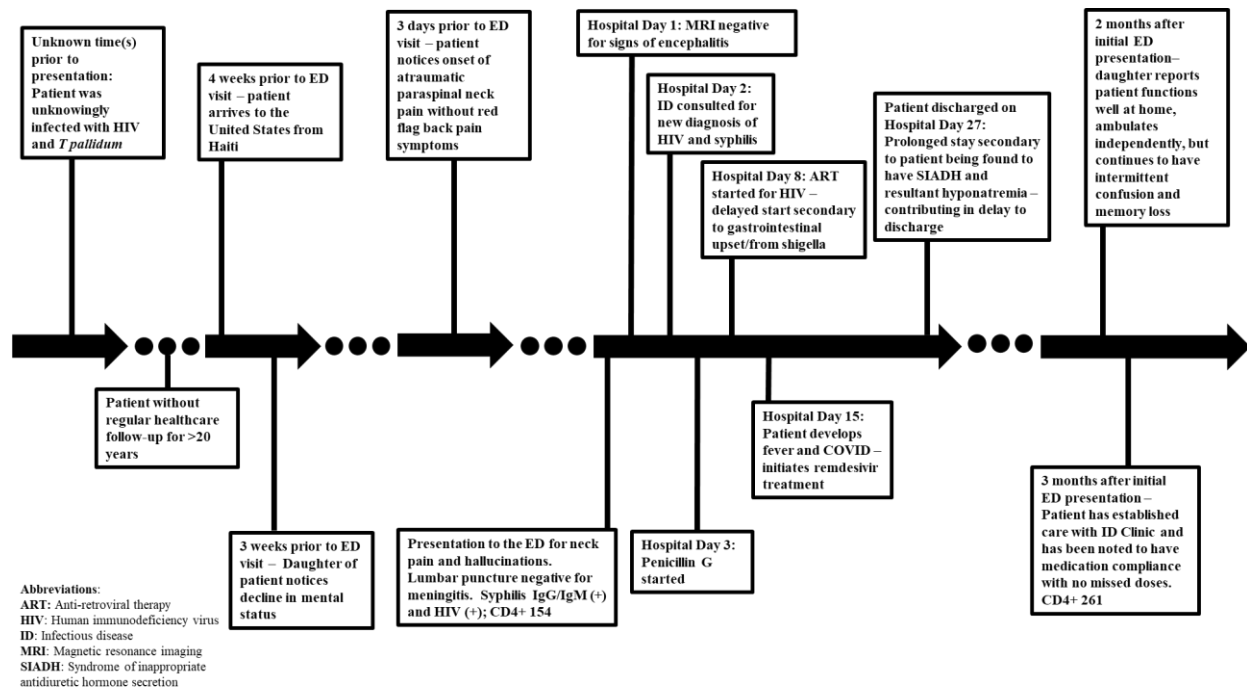 Unknown time(s)
prior to
presentation:
Patient was
unknowingly
infected with HIV
and T pallidum
4 weeks prior to ED
visit – patient
arrives to the
United States from
Haiti
3 days prior to ED
visit – patient
notices onset of
atraumatic
paraspinal neck
pain without red
flag back pain
symptoms
Hospital Day 1: MRI negative
for signs of encephalitis
Hospital Day 2:
ID consulted for
new diagnosis of
HIV and syphilis
Hospital Day 8: ART
started for HIV –
delayed start secondary
to gastrointestinal
upset/from shigella
Patient discharged on
Hospital Day 27:
Prolonged stay secondary
to patient being found to
have SIADH and
resultant hyponatremia –
contributing in delay to
discharge
2 months after
initial ED
presentation–
daughter reports
patient functions
well at home,
ambulates
independently, but
continues to have
intermittent
confusion and
memory loss
Patient without
regular healthcare
follow-up for >20
years
3 weeks prior to ED
visit – Daughter of
patient notices
decline in mental
status
Presentation to the ED for neck
pain and hallucinations.
Lumbar puncture negative for
meningitis. Syphilis IgG/IgM (+)
and HIV (+); CD4+ 154
Hospital Day 3:
Penicillin G
started
Hospital Day 15:
Patient develops
fever and COVID –
initiates remdesivir
treatment
3 months after initial
ED presentation –
Patient has established
care with ID Clinic and
has been noted to have
medication compliance
with no missed doses.
CD4+ 261
Abbreviations:
ART: Anti-retroviral therapy
HIV: Human immunodeficiency virus
ID: Infectious disease
MRI: Magnetic resonance imaging
SIADH: Syndrome of inappropriate
antidiuretic hormone secretion